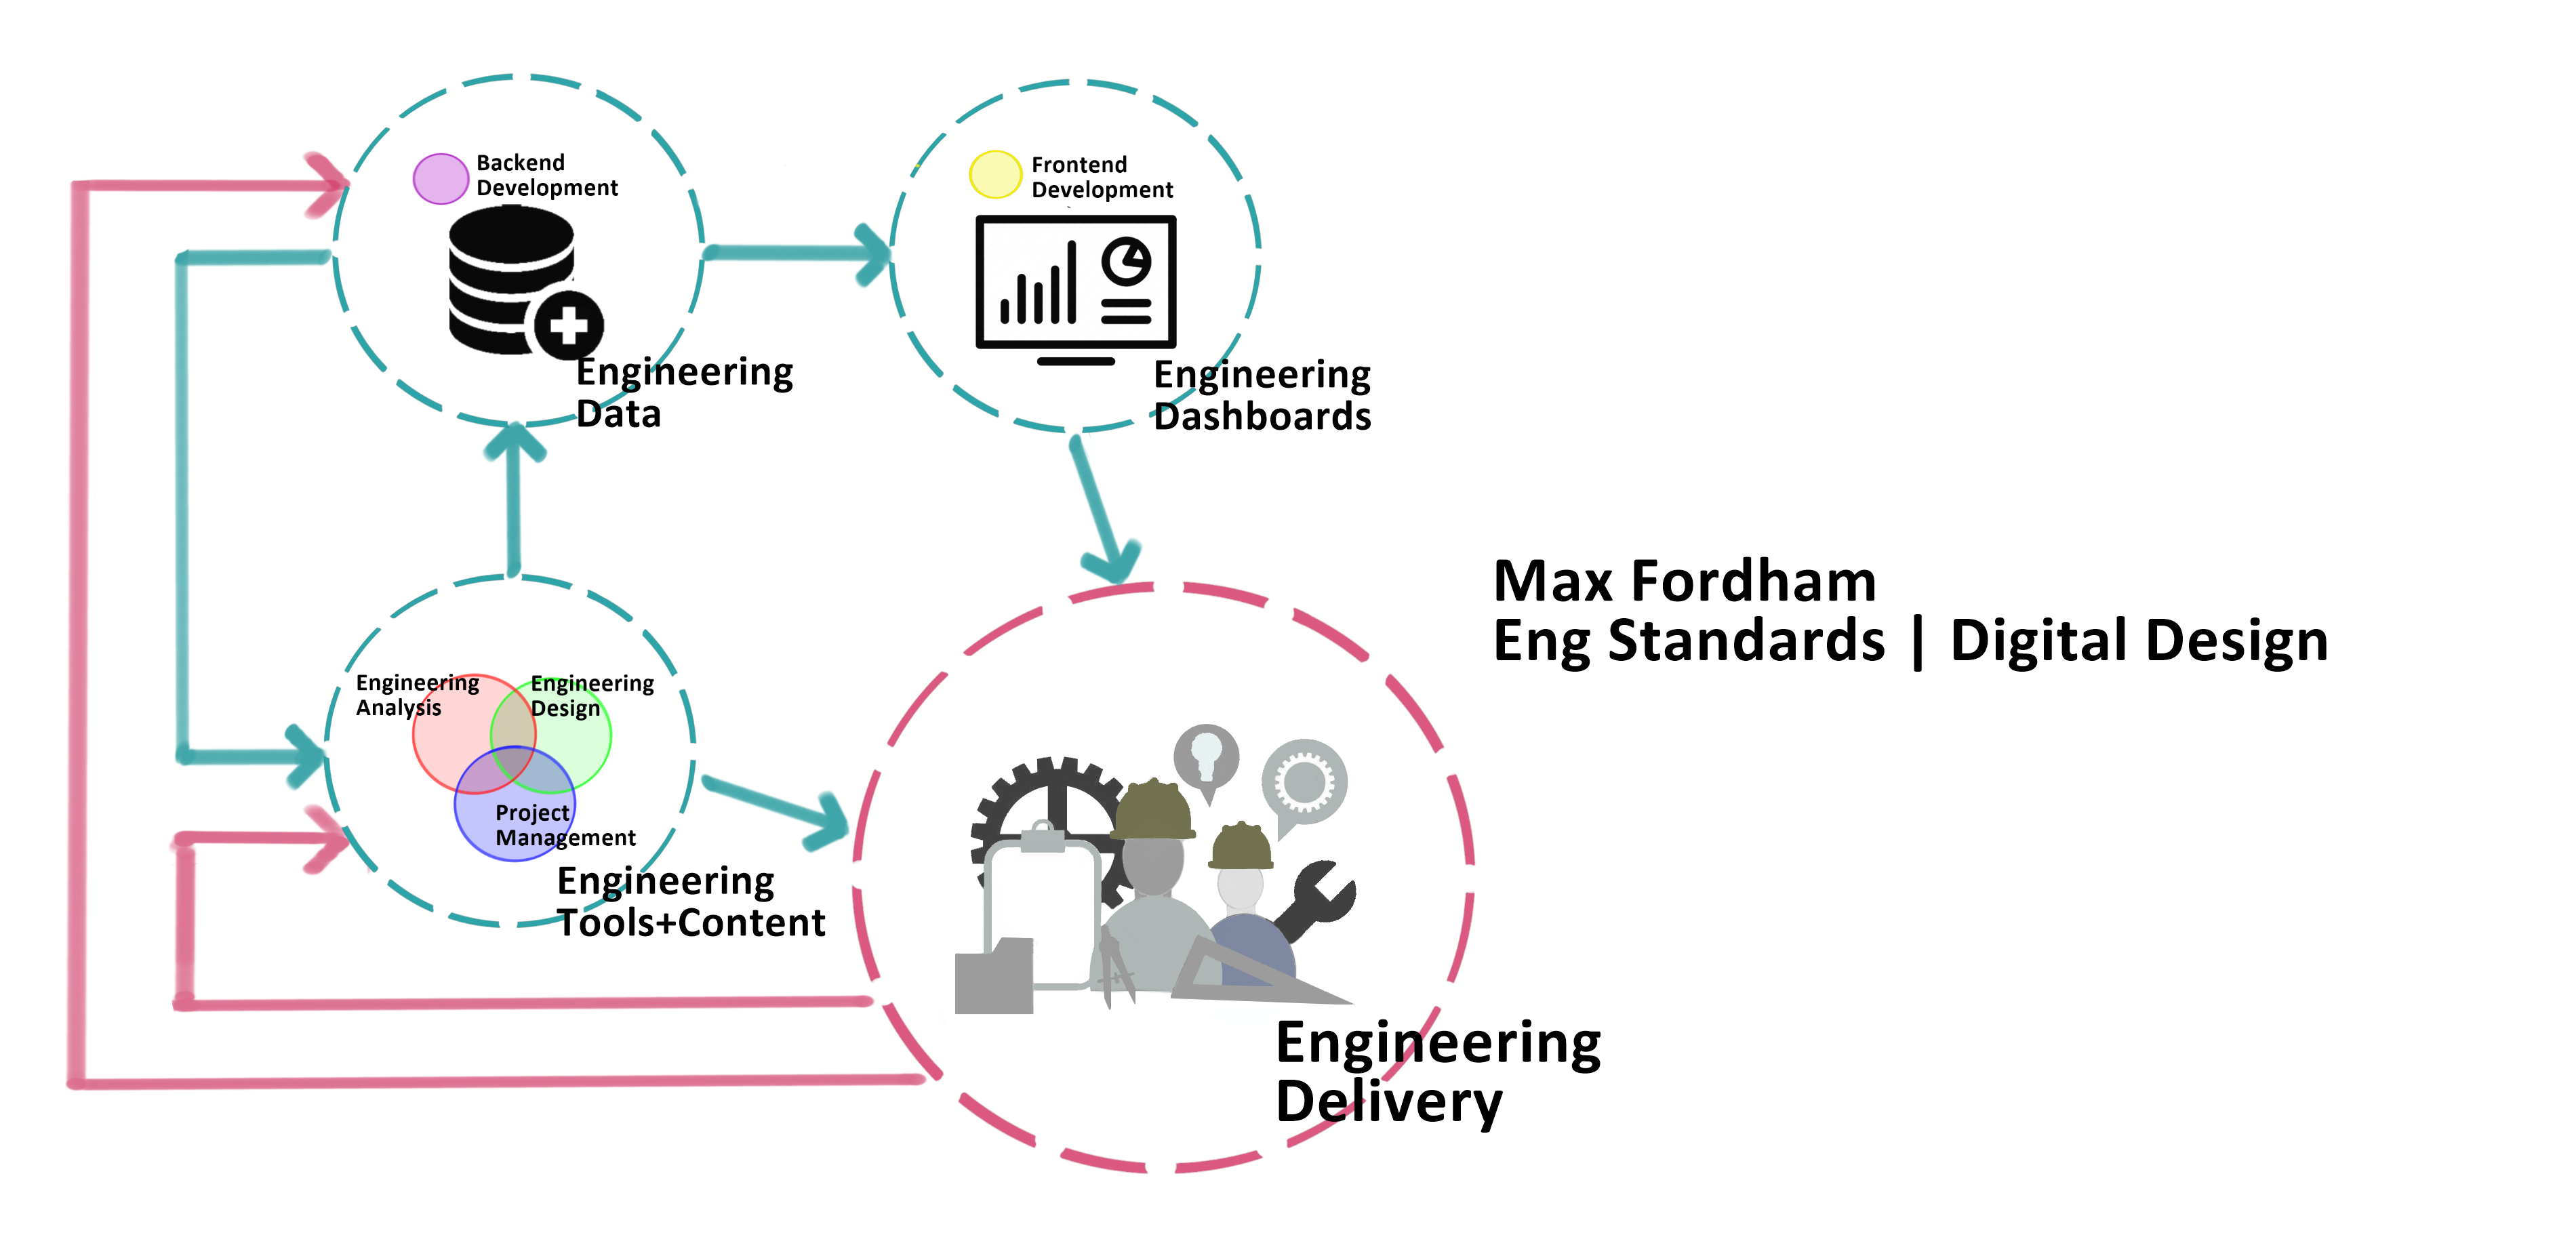 Backend
Development
Engineering
Data
Frontend
Development
Engineering
Dashboards
Engineering
Analysis
Engineering
Design
Project
Management
Engineering
Tools+Content
Max Fordham
Eng Standards | Digital Design
Engineering
Delivery